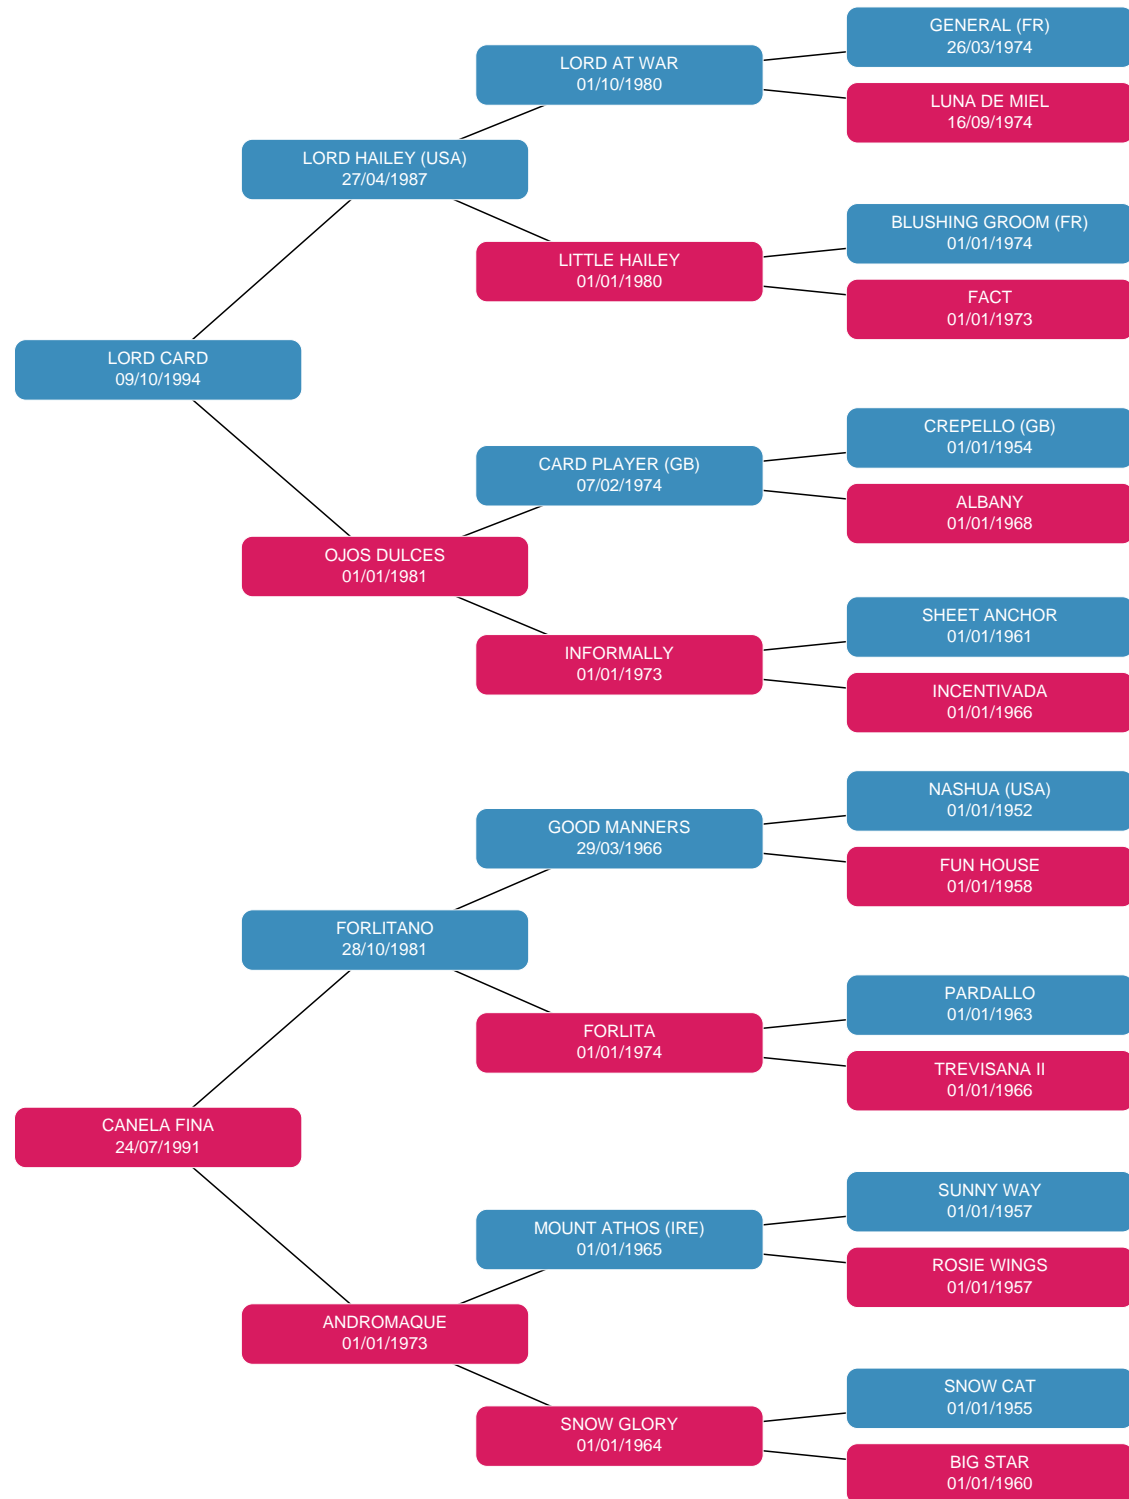 GENERAL (FR)
26/03/1974
LORD AT WAR
01/10/1980
LUNA DE MIEL
16/09/1974
LORD HAILEY (USA)
27/04/1987
BLUSHING GROOM (FR)
01/01/1974
LITTLE HAILEY
01/01/1980
FACT
01/01/1973
LORD CARD
09/10/1994
CREPELLO (GB)
01/01/1954
CARD PLAYER (GB)
07/02/1974
ALBANY
01/01/1968
OJOS DULCES
01/01/1981
SHEET ANCHOR
01/01/1961
INFORMALLY
01/01/1973
INCENTIVADA
01/01/1966
NASHUA (USA)
01/01/1952
GOOD MANNERS
29/03/1966
FUN HOUSE
01/01/1958
FORLITANO
28/10/1981
PARDALLO
01/01/1963
FORLITA
01/01/1974
TREVISANA II
01/01/1966
CANELA FINA
24/07/1991
SUNNY WAY
01/01/1957
MOUNT ATHOS (IRE)
01/01/1965
ROSIE WINGS
01/01/1957
ANDROMAQUE
01/01/1973
SNOW CAT
01/01/1955
SNOW GLORY
01/01/1964
BIG STAR
01/01/1960